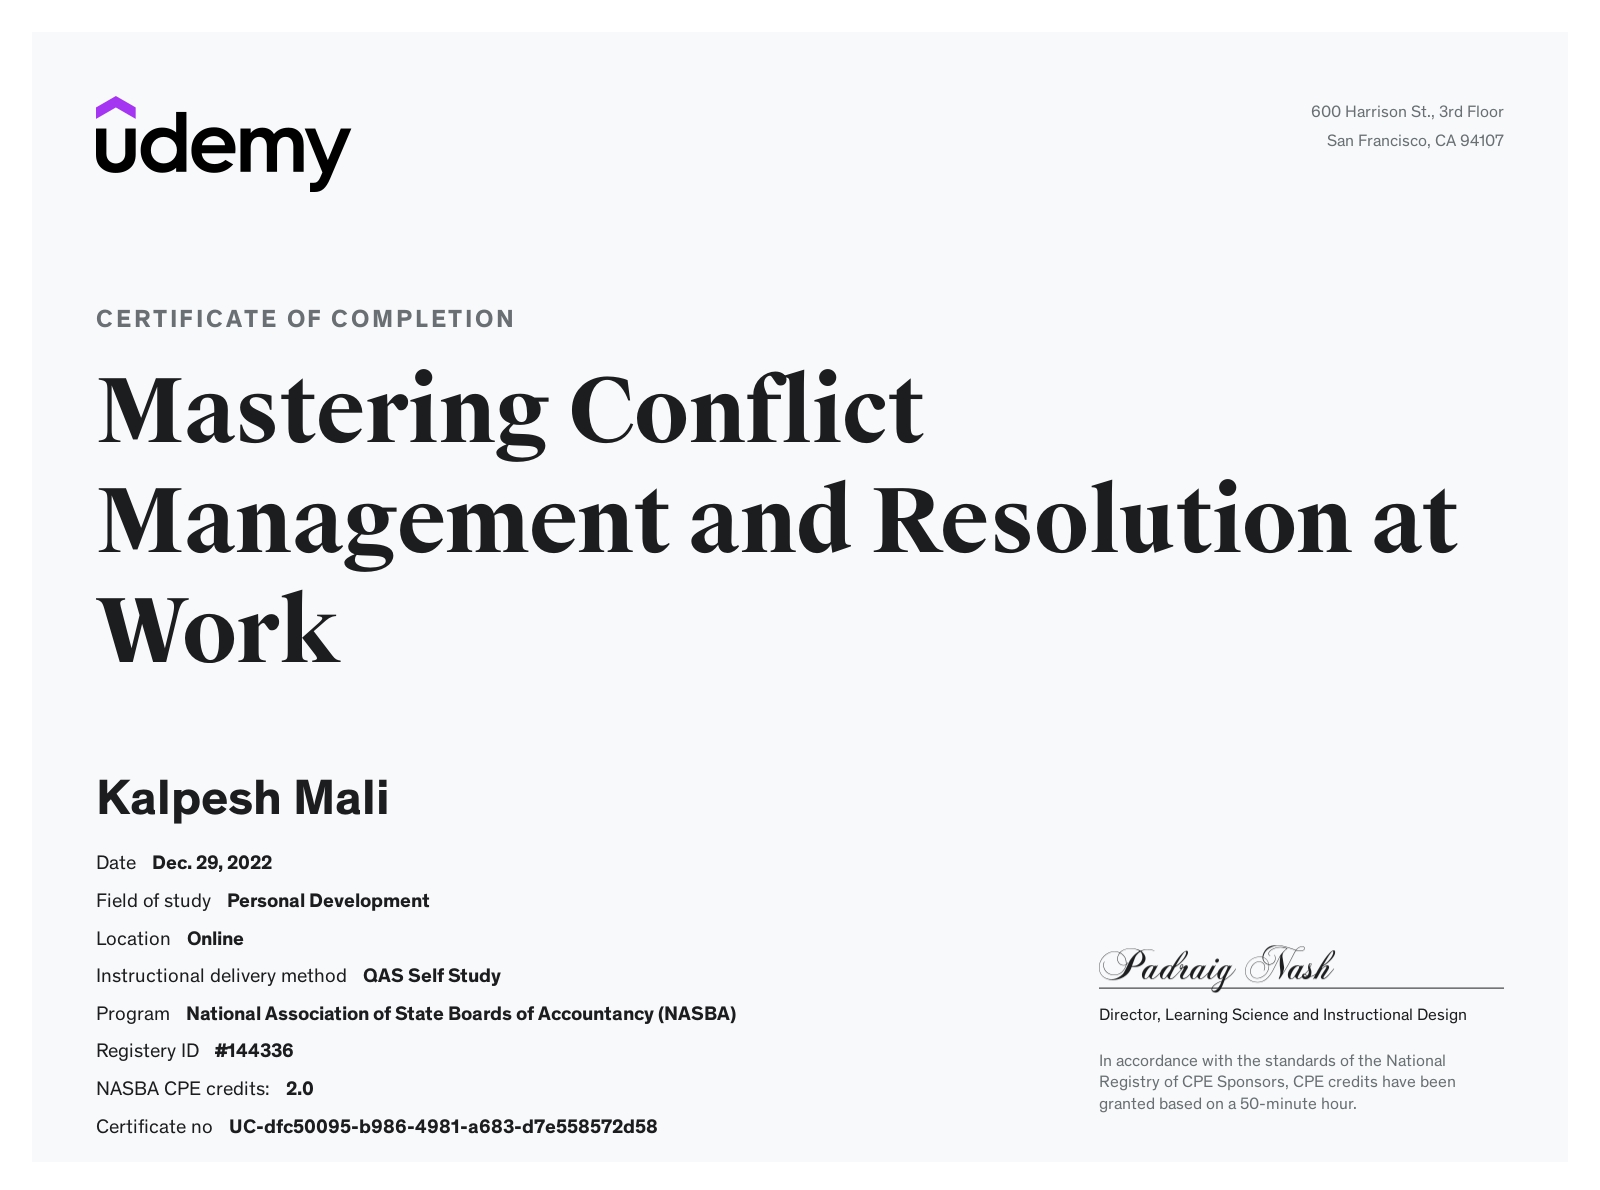 udemy
600 Harrison St., 3rd Floor
San Francisco, CA 94107
CERTIFICATE OF COMPLETION
Mastering Conflict
Management and Resolution at
Work
Kalpesh Mali
Date Dec. 29, 2022
Field of study Personal Development
Location Online
Instructional delivery method QAS Self Study
Program National Association of State Boards of Accountancy (NASBA)
Registery ID #144336
NASBA CPE credits: 2.0
Certificate no UC-dfc50095-b986-4981-a683-d7e558572d58
Padraig Nash
Director, Learning Science and Instructional Design
In accordance with the standards of the National
Registry of CPE Sponsors, CPE credits have been
granted based on a 50-minute hour.